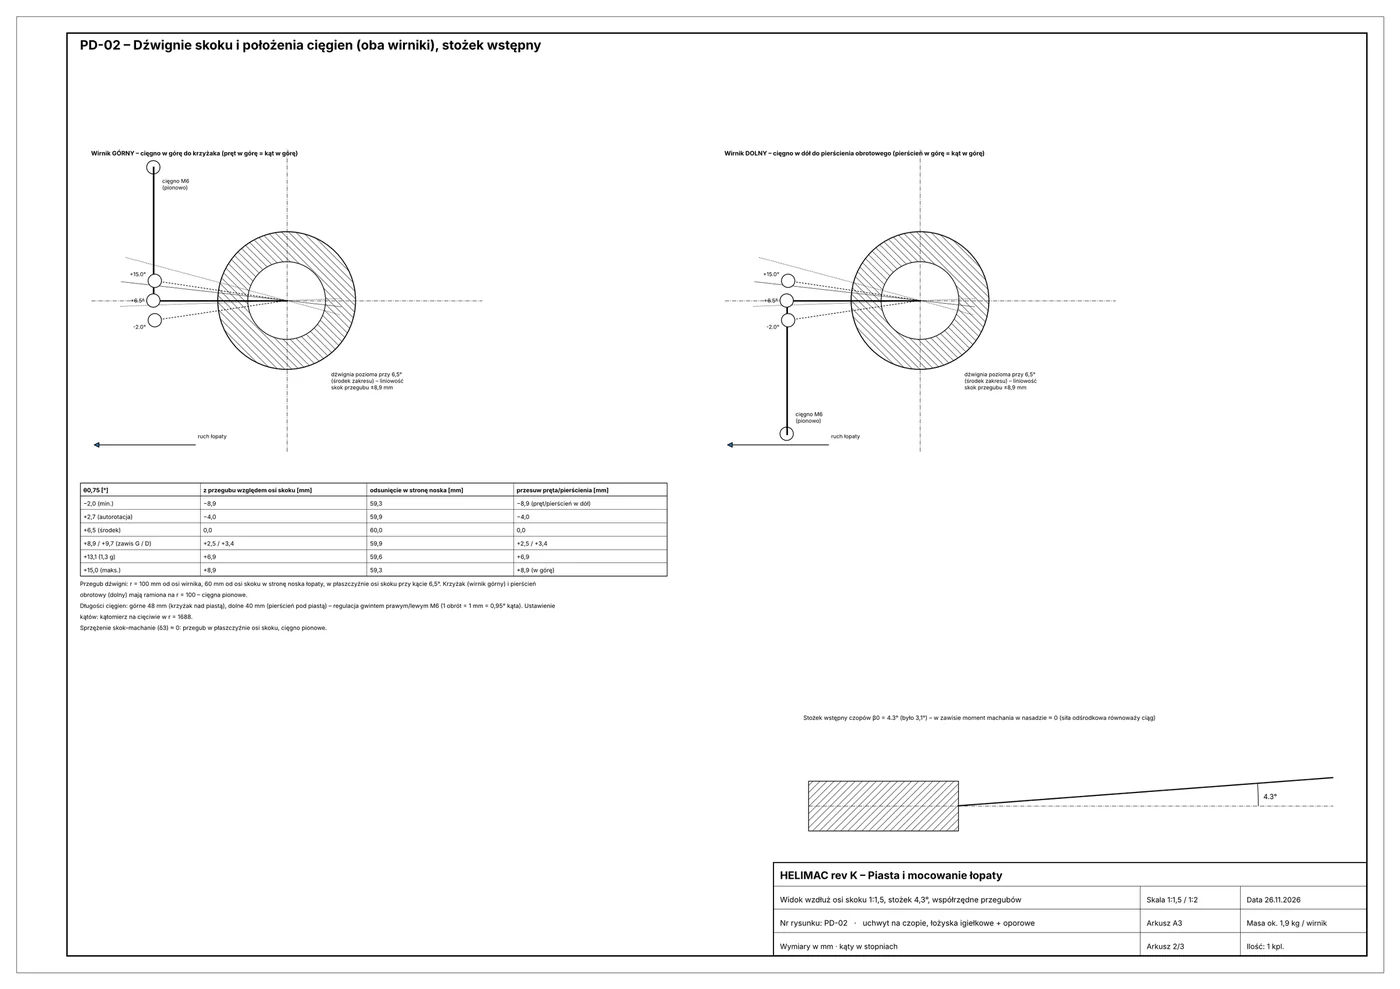 PD-02 – Dźwignie skoku i położenia cięgien (oba wirniki), stożek wstępny
Wirnik GÓRNY – cięgno w górę do krzyżaka (pręt w górę = kąt w górę)
cięgno M6
(pionowo)
+15.0°
+6.5°
-2.0°
dźwignia pozioma przy 6,5°
(środek zakresu) – liniowość
skok przegubu ±8,9 mm
ruch łopaty
Wirnik DOLNY – cięgno w dół do pierścienia obrotowego (pierścień w górę = kąt w górę)
+15.0°
+6.5°
-2.0°
dźwignia pozioma przy 6,5°
(środek zakresu) – liniowość
skok przegubu ±8,9 mm
cięgno M6
(pionowo)
ruch łopaty
θ0,75 [°] z przegubu względem osi skoku [mm] odsunięcie w stronę noska [mm] przesuw pręta/pierścienia [mm]
−2,0 (min.) −8,9 59,3 −8,9 (pręt/pierścień w dół)
+2,7 (autorotacja) −4,0 59,9 −4,0
+6,5 (środek) 0,0 60,0 0,0
+8,9 / +9,7 (zawis G / D) +2,5 / +3,4 59,9 +2,5 / +3,4
+13,1 (1,3 g) +6,9 59,6 +6,9
+15,0 (maks.) +8,9 59,3 +8,9 (w górę)
Przegub dźwigni: r = 100 mm od osi wirnika, 60 mm od osi skoku w stronę noska łopaty, w płaszczyźnie osi skoku przy kącie 6,5°. Krzyżak (wirnik górny) i pierścień
obrotowy (dolny) mają ramiona na r = 100 – cięgna pionowe.
Długości cięgien: górne 48 mm (krzyżak nad piastą), dolne 40 mm (pierścień pod piastą) – regulacja gwintem prawym/lewym M6 (1 obrót = 1 mm = 0,95° kąta). Ustawienie
kątów: kątomierz na cięciwie w r = 1688.
Sprzężenie skok–machanie (δ3) ≈ 0: przegub w płaszczyźnie osi skoku, cięgno pionowe.
Stożek wstępny czopów β0 = 4.3° (było 3,1°) – w zawisie moment machania w nasadzie ≈ 0 (siła odśrodkowa równoważy ciąg)
4.3°
HELIMAC rev K – Piasta i mocowanie łopaty
Widok wzdłuż osi skoku 1:1,5, stożek 4,3°, współrzędne przegubów Skala 1:1,5 / 1:2 Data 26.11.2026
Nr rysunku: PD-02 · uchwyt na czopie, łożyska igiełkowe + oporowe Arkusz A3 Masa ok. 1,9 kg / wirnik
Wymiary w mm · kąty w stopniach Arkusz 2/3 Ilość: 1 kpl.